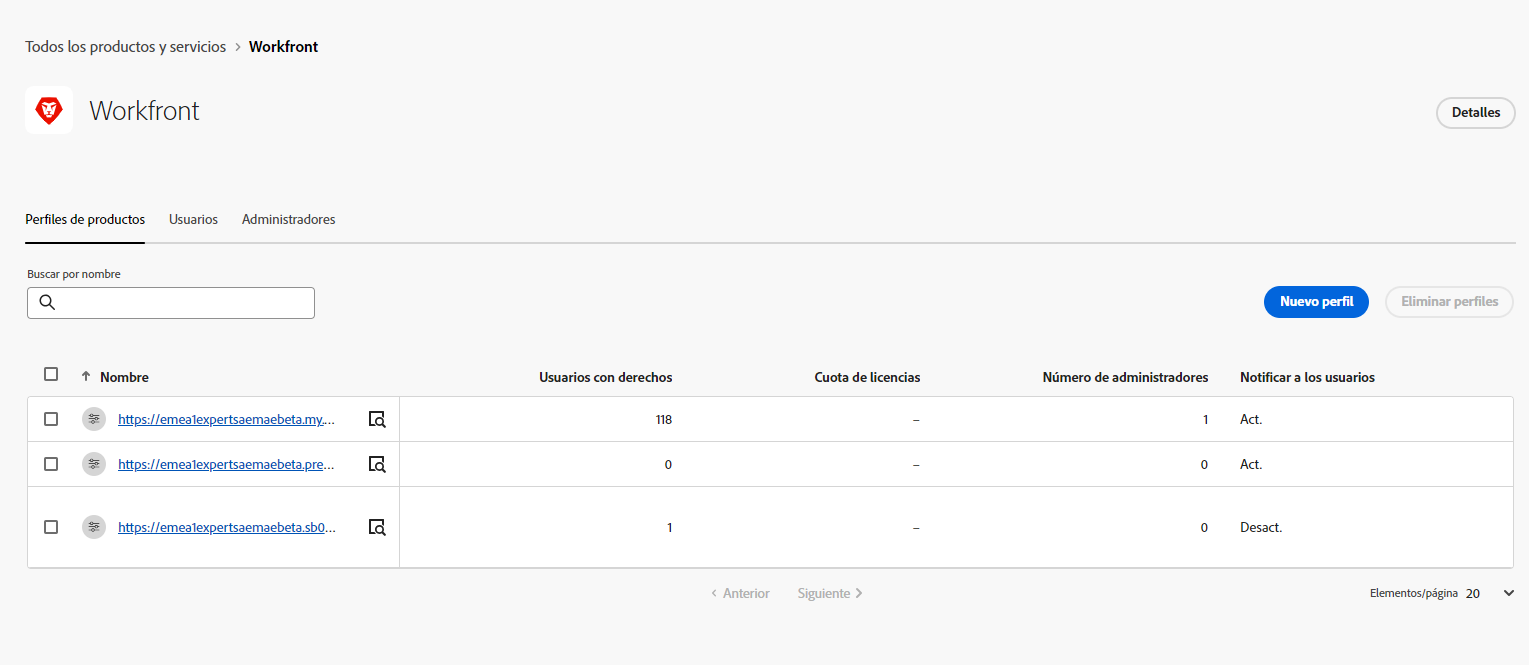 Todos los productos y servicios > Workfront
Workfront
Detalles
Perfiles de productos Usuarios Administradores
Buscar por nombre
Nuevo perfil Eliminar perfiles
↑ Nombre Usuarios con derechos Cuota de licencias Número de administradores Notificar a los usuarios
https://emea1expertsaemaebeta.my.... 118 – 1 Act.
https://emea1expertsaemaebeta.pre... 0 – 0 Act.
https://emea1expertsaemaebeta.sb0... 1 – 0 Desact.
< Anterior Siguiente > Elementos/página 20